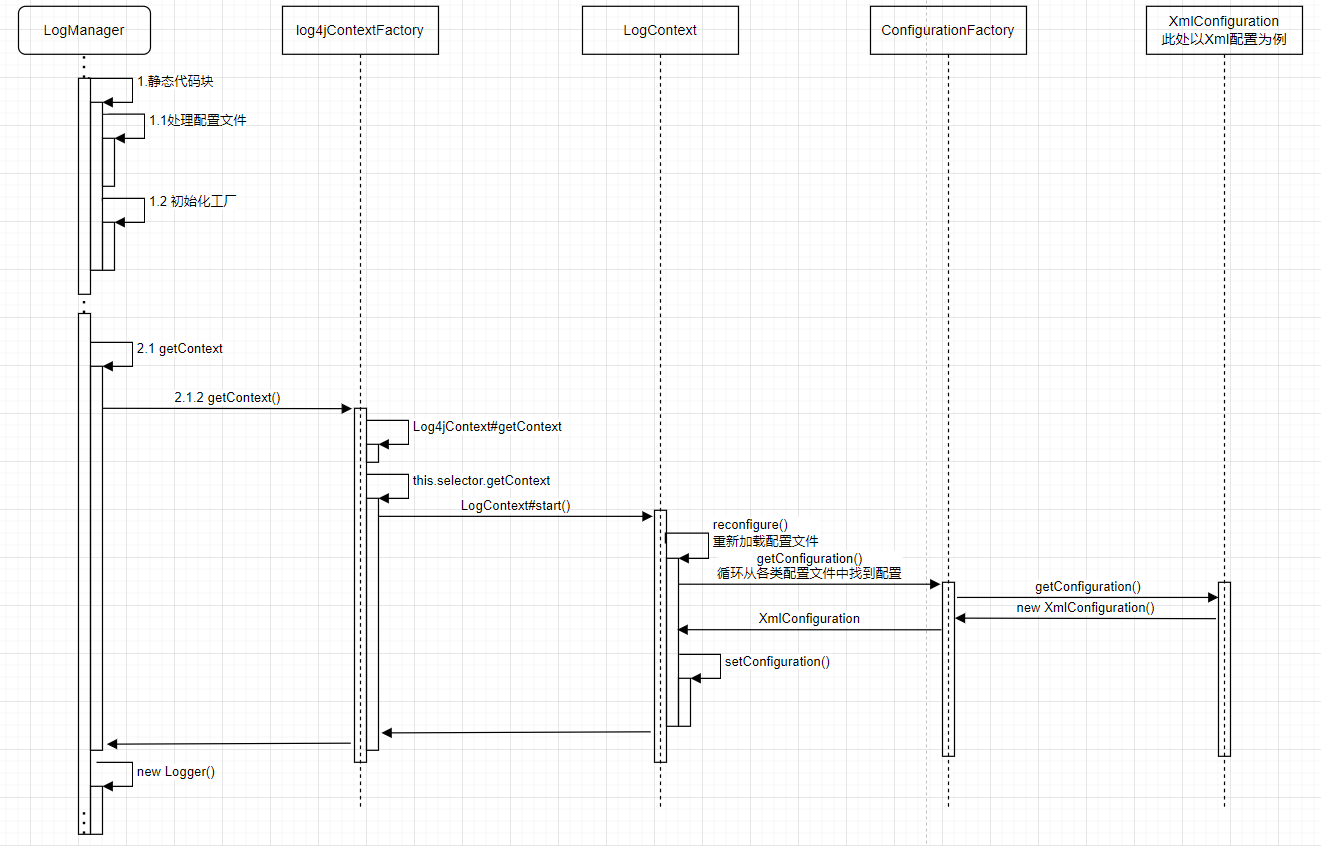 LogManager
log4jContextFactory
LogContext
ConfigurationFactory
XmlConfiguration
此处以Xml配置为例
1.静态代码块
1.1处理配置文件
1.2 初始化工厂
2.1 getContext
2.1.2 getContext()
Log4jContext#getContext
this.selector.getContext
LogContext#start()
reconfigure()
重新加载配置文件
getConfiguration()
循环从各类配置文件中找到配置
getConfiguration()
new XmlConfiguration()
XmlConfiguration
setConfiguration()
new Logger()